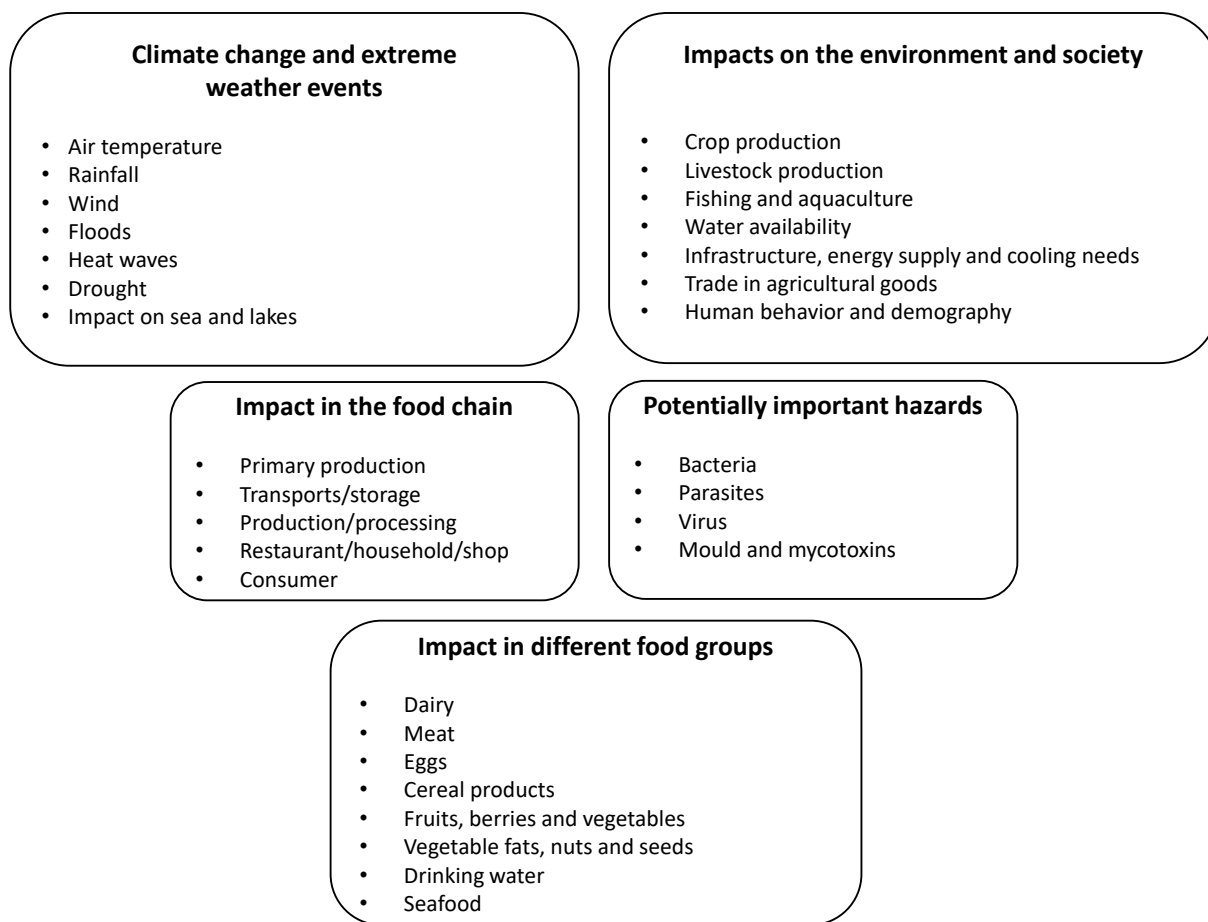 Climate change and extreme
weather events
• Air temperature
• Rainfall
• Wind
• Floods
• Heat waves
• Drought
• Impact on sea and lakes
Impacts on the environment and society
• Crop production
• Livestock production
• Fishing and aquaculture
• Water availability
• Infrastructure, energy supply and cooling needs
• Trade in agricultural goods
• Human behavior and demography
Impact in the food chain
• Primary production
• Transports/storage
• Production/processing
• Restaurant/household/shop
• Consumer
Potentially important hazards
• Bacteria
• Parasites
• Virus
• Mould and mycotoxins
Impact in different food groups
• Dairy
• Meat
• Eggs
• Cereal products
• Fruits, berries and vegetables
• Vegetable fats, nuts and seeds
• Drinking water
• Seafood